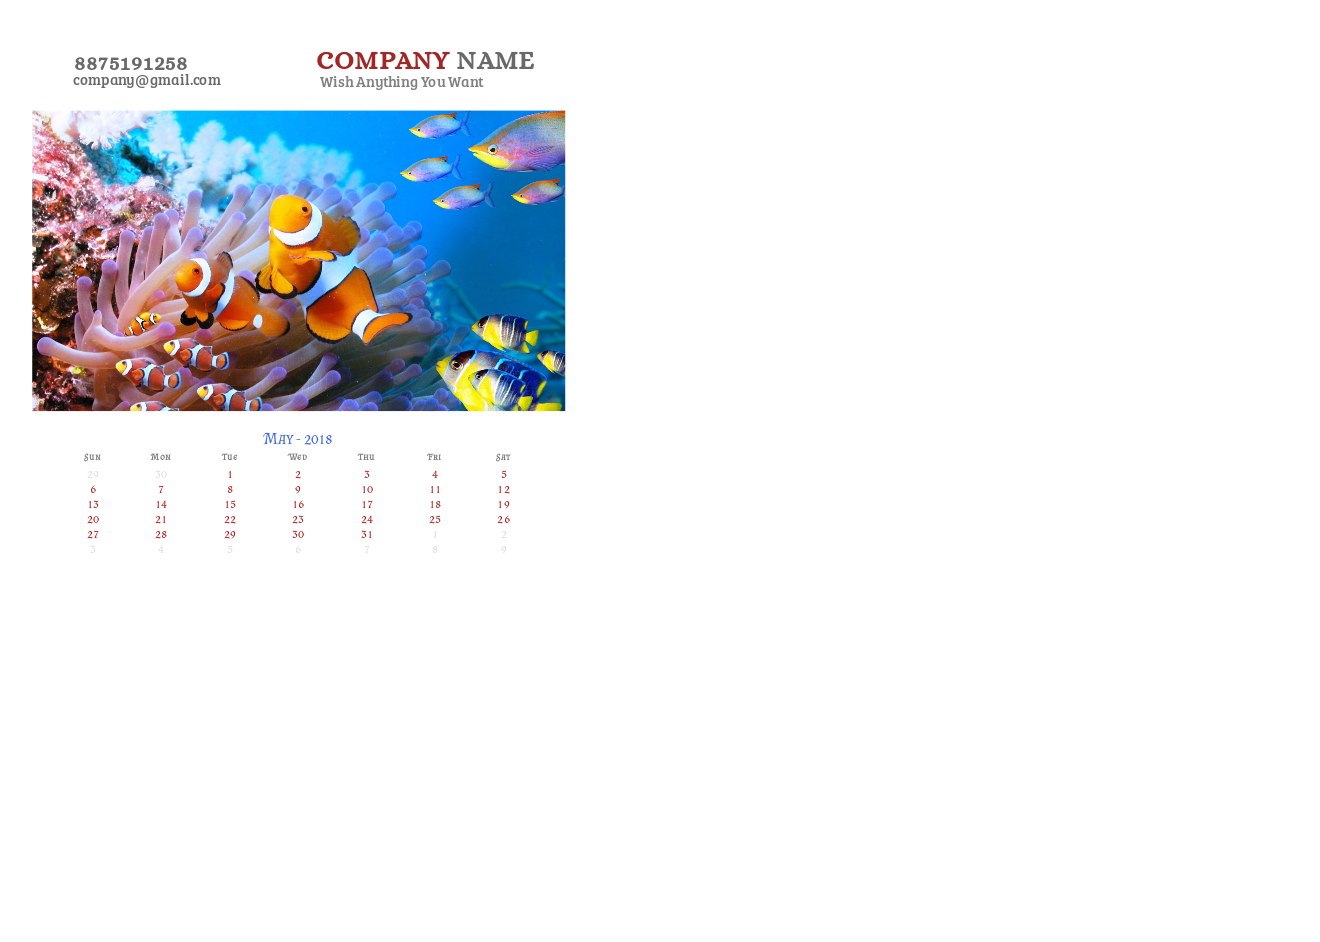 8875191258
company@gmail.com
COMPANY NAME
Wish Anything You Want
May - 2018
Sun Mon Tue Wed Thu Fri Sat
29 30 1 2 3 4 5
6 7 8 9 10 11 12
13 14 15 16 17 18 19
20 21 22 23 24 25 26
27 28 29 30 31 1 2
3 4 5 6 7 8 9